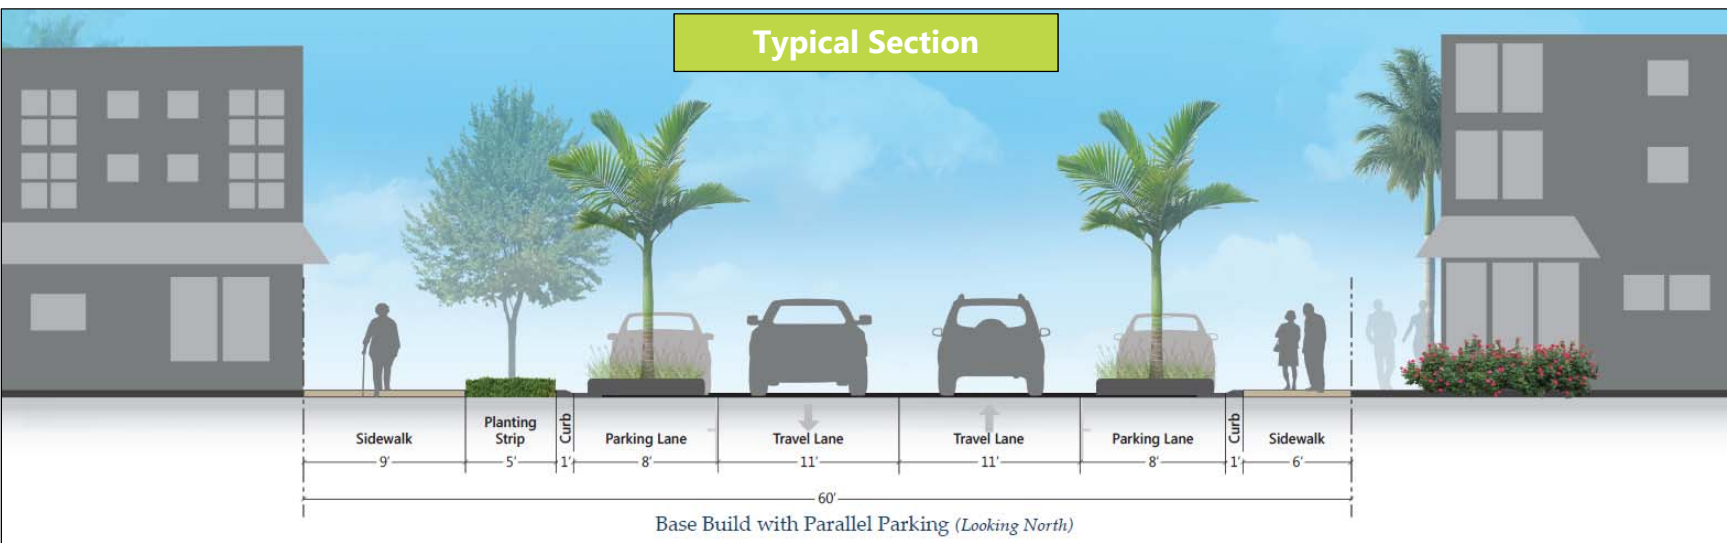 Typical Section
Sidewalk
Planting
Strip
Curb
Parking Lane
Travel Lane
Travel Lane
Parking Lane
Curb
Sidewalk
9'
5'
1'
8'
11'
11'
8'
1'
6'
60'
Base Build with Parallel Parking (Looking North)